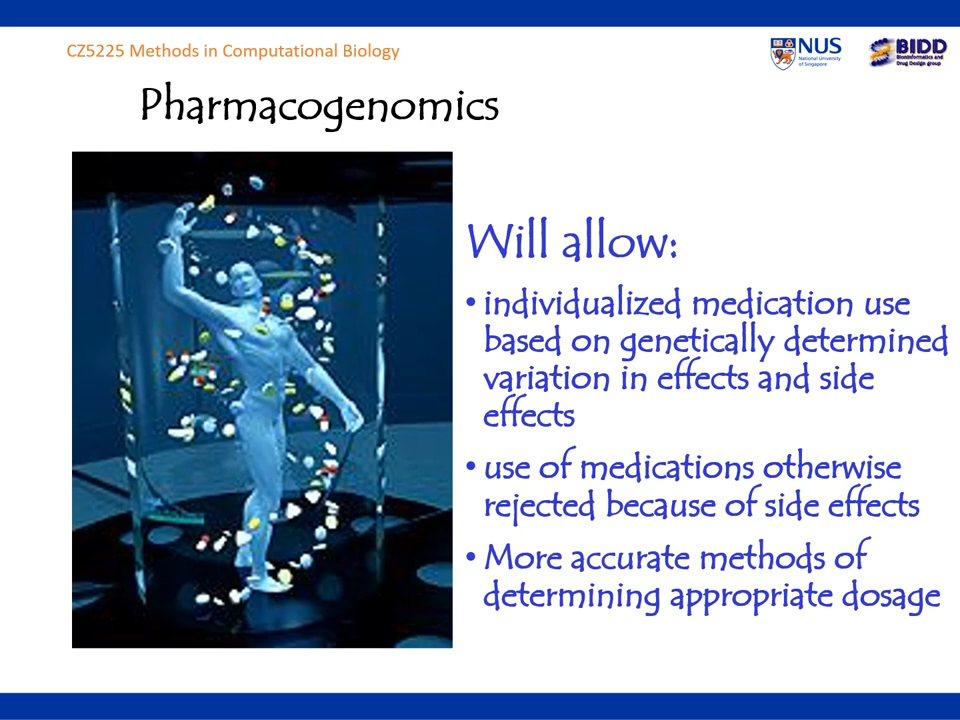 CZ5225 Methods in Computational Biology
NUS
National University
of Singapore
BIDD
Bioinformatics and
Drug Design group
Pharmacogenomics
Will allow:
• individualized medication use
based on genetically determined
variation in effects and side
effects
• use of medications otherwise
rejected because of side effects
• More accurate methods of
determining appropriate dosage